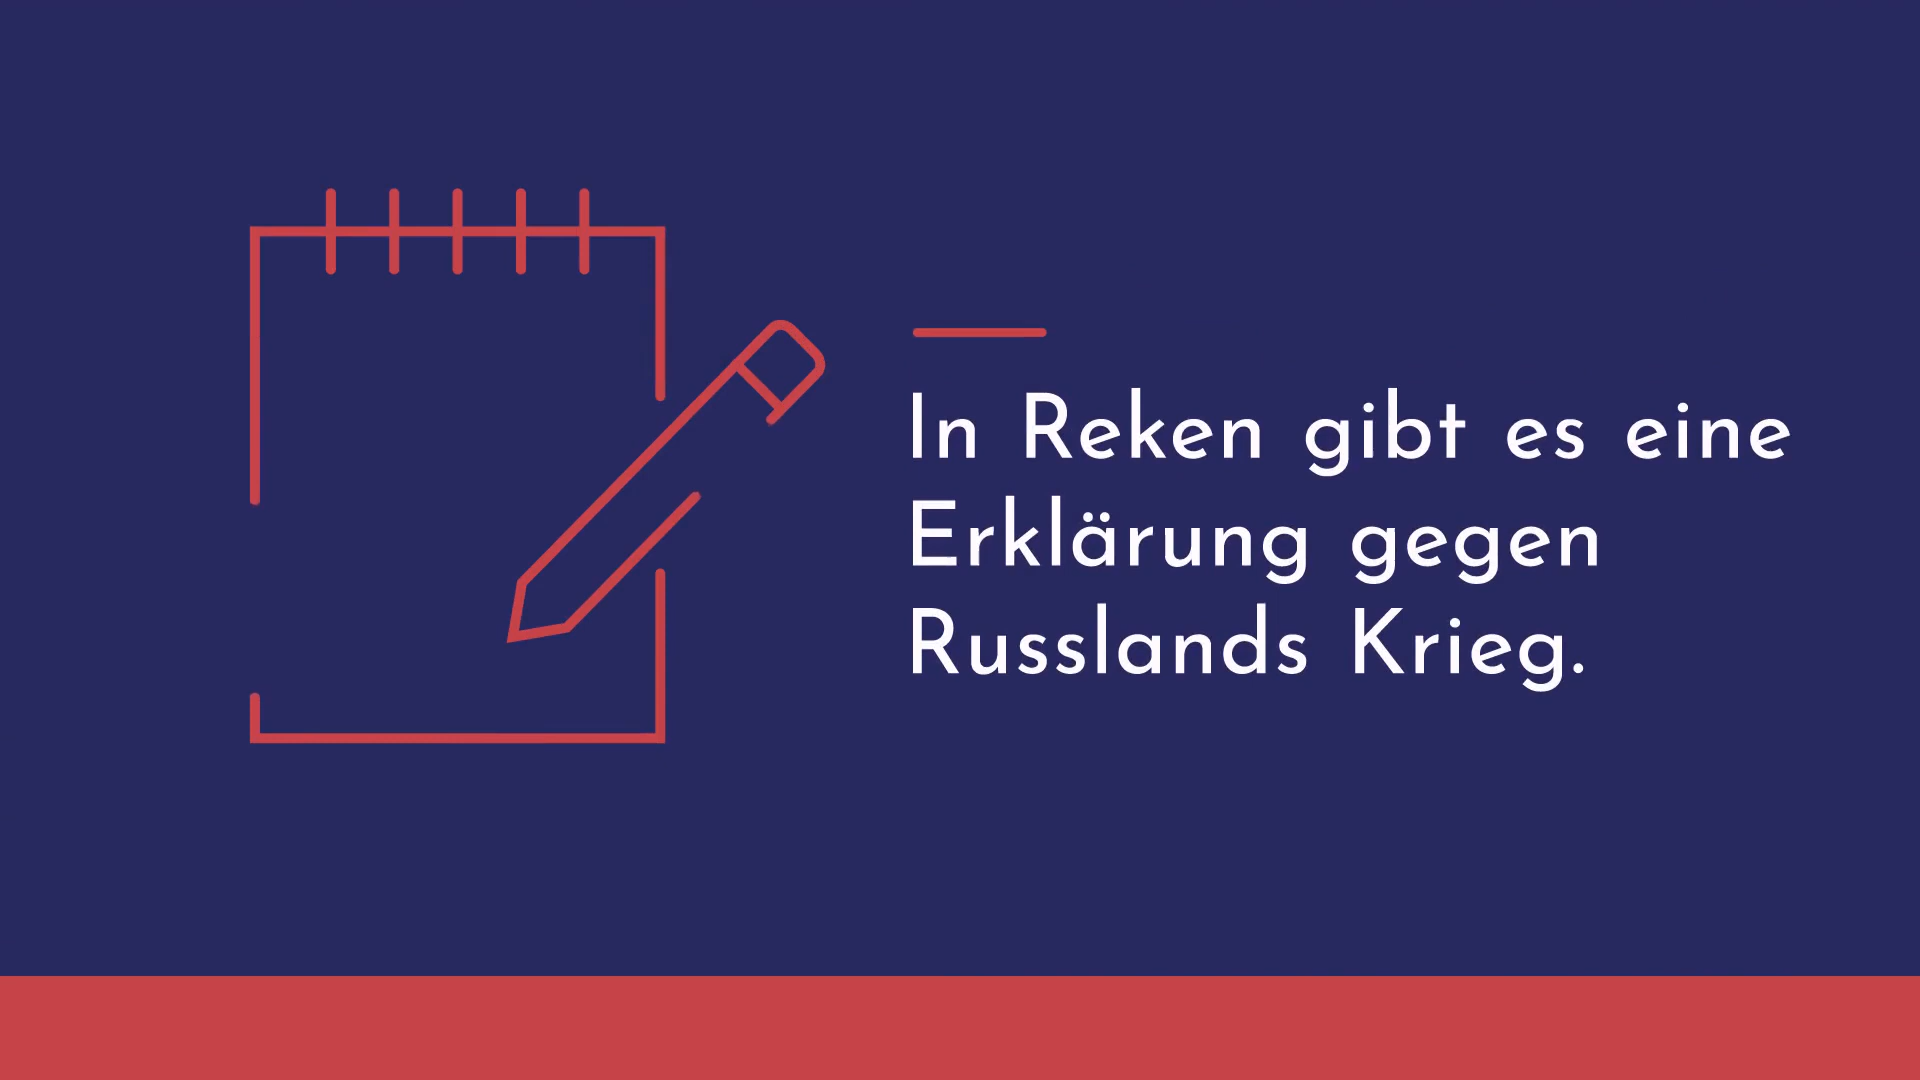 In Reken gibt es eine
Erklärung gegen
Russlands Krieg.